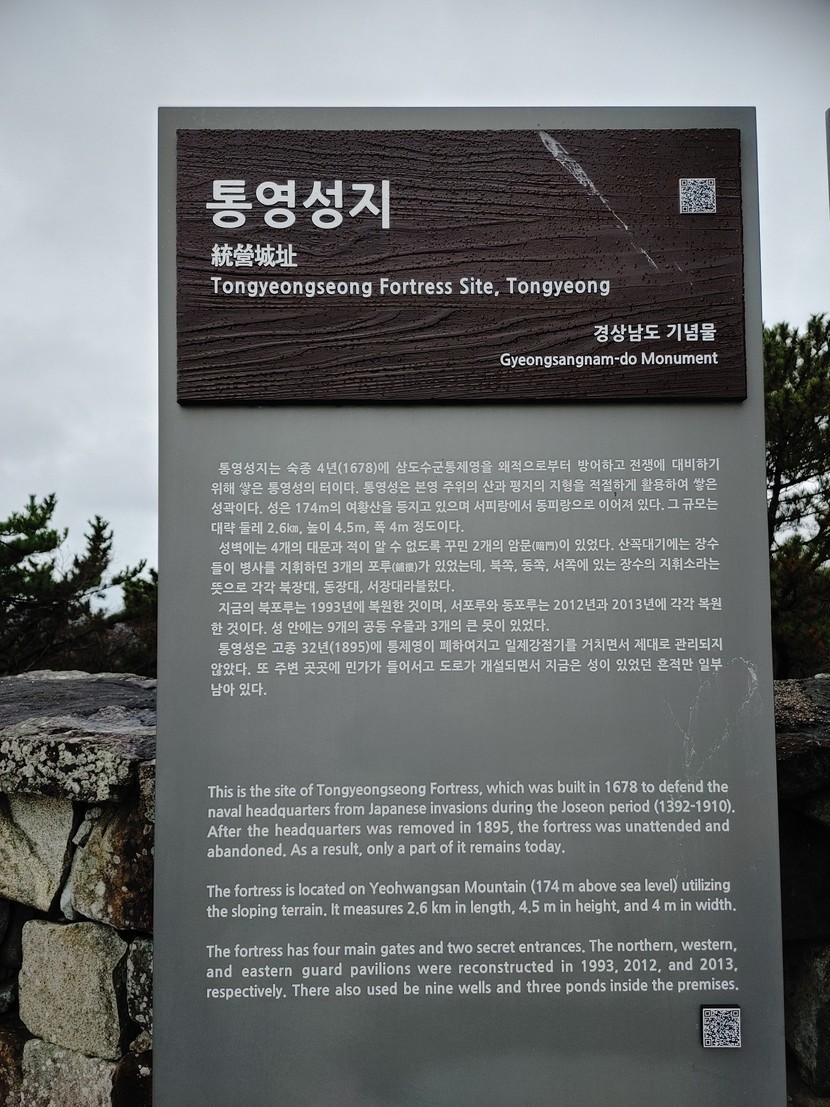 통영성지
統營城址
Tongyeongseong Fortress Site, Tongyeong
경상남도 기념물
Gyeongsangnam-do Monument
통영성지는 숙종 4년(1678)에 삼도수군통제영을 왜적으로부터 방어하고 전쟁에 대비하기
위해 쌓은 통영성의 터이다. 통영성은 본영 주위의 산과 평지의 지형을 적절하게 활용하여 쌓은
성곽이다. 성은 174m의 여황산을 등지고 있으며 서피랑에서 동피랑으로 이어져 있다. 그 규모는
대략 둘레 2.6㎞, 높이 4.5m, 폭 4m 정도이다.
성벽에는 4개의 대문과 적이 알 수 없도록 꾸민 2개의 암문(暗門)이 있었다. 산꼭대기에는 장수
들이 병사를 지휘하던 3개의 포루(鋪樓)가 있었는데, 북쪽, 동쪽, 서쪽에 있는 장수의 지휘소라는
뜻으로 각각 북장대, 동장대, 서장대라불렀다.
지금의 북포루는 1993년에 복원한 것이며, 서포루와 동포루는 2012년과 2013년에 각각 복원
한 것이다. 성 안에는 9개의 공동 우물과 3개의 큰 못이 있었다.
통영성은 고종 32년(1895)에 통제영이 폐하여지고 일제강점기를 거치면서 제대로 관리되지
않았다. 또 주변 곳곳에 민가가 들어서고 도로가 개설되면서 지금은 성이 있었던 흔적만 일부
남아 있다.
This is the site of Tongyeongseong Fortress, which was built in 1678 to defend the
naval headquarters from Japanese invasions during the Joseon period (1392-1910).
After the headquarters was removed in 1895, the fortress was unattended and
abandoned. As a result, only a part of it remains today.
The fortress is located on Yeohwangsan Mountain (174 m above sea level) utilizing
the sloping terrain. It measures 2.6 km in length, 4.5 m in height, and 4 m in width.
The fortress has four main gates and two secret entrances. The northern, western,
and eastern guard pavilions were reconstructed in 1993, 2012, and 2013,
respectively. There also used be nine wells and three ponds inside the premises.